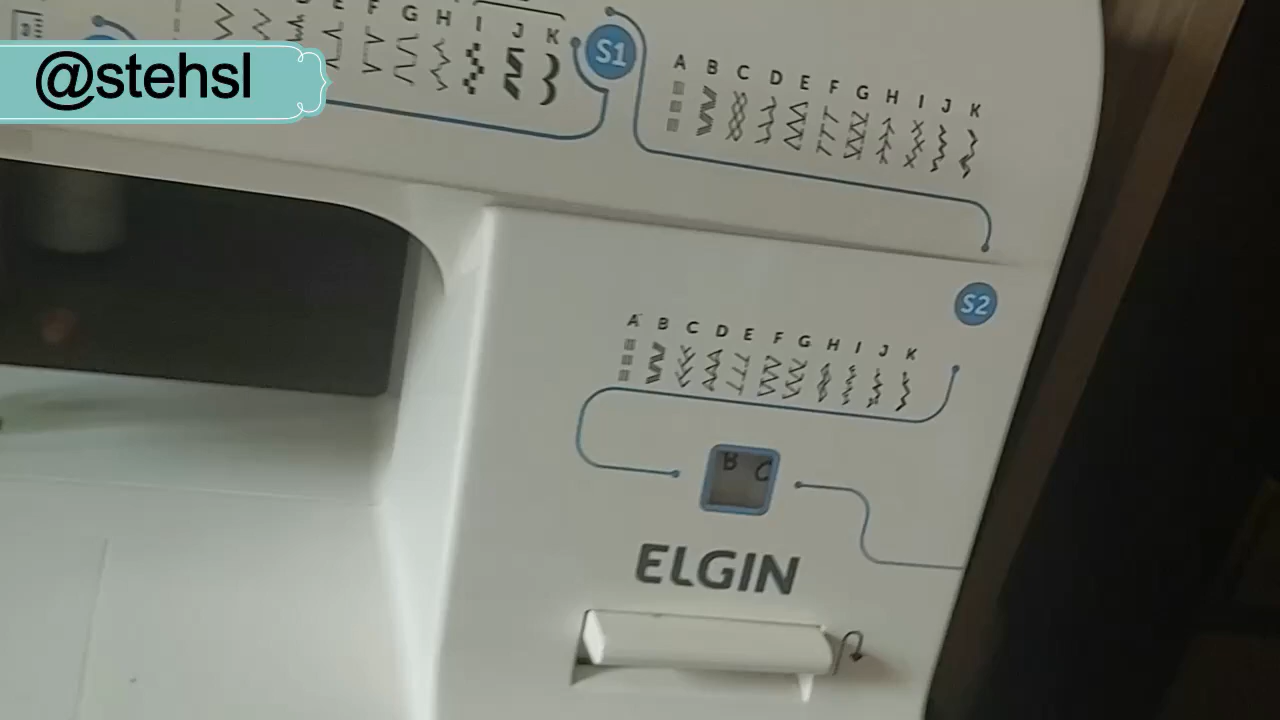 @stehsl
E F G H I J K
S1
A B C D E F G H I J K
S2
A B C D E F G H I J K
B C
ELGIN